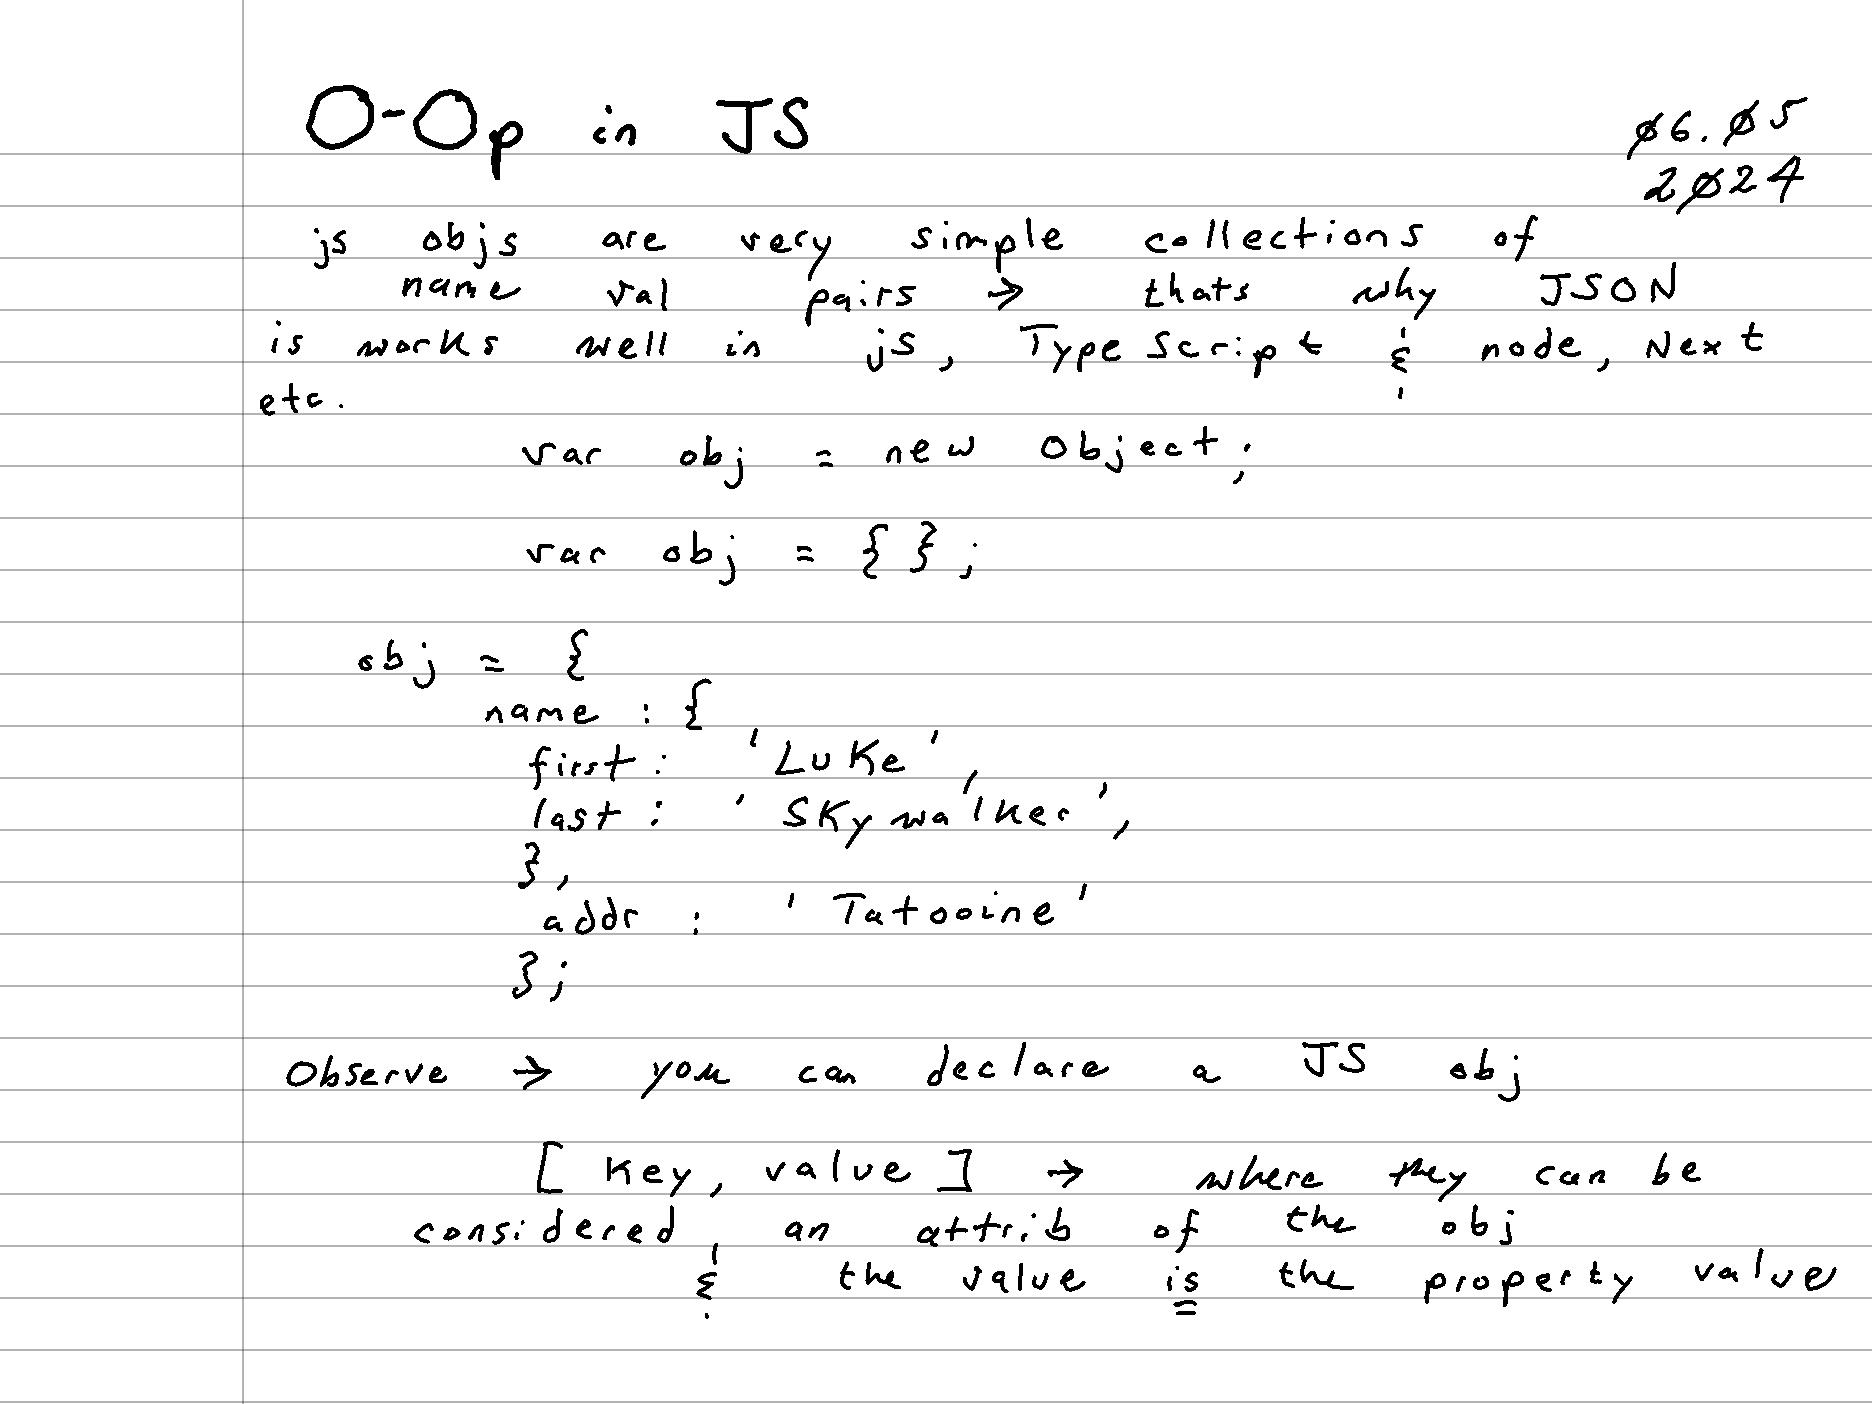 O-Op in JS
06.05
2024
js objs are very simple collections of
name val pairs → thats why JSON
is works well in js, TypeScript & node, Next
etc.
var obj = new Object;
var obj = { };
obj = {
name : {
first : 'Luke',
last : 'Skywalker',
},
addr : 'Tatooine'
};
Observe → you can declare a JS obj
[ Key, value ] → where they can be
considered an attrib of the obj
& the value is the property value